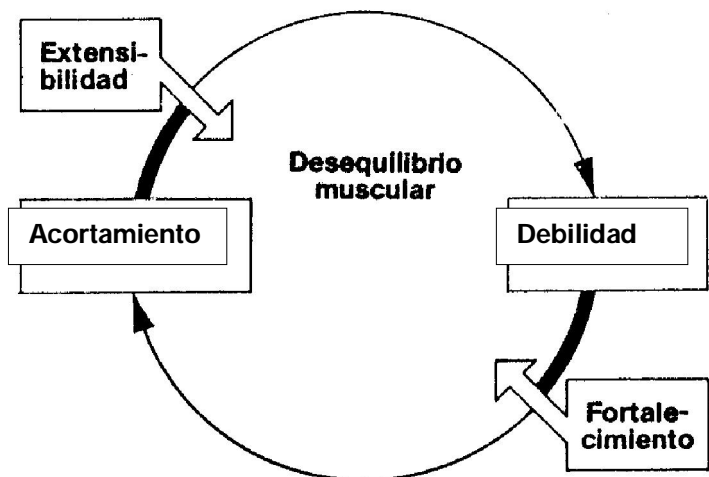 Extensi-
bilidad
Desequilibrio
muscular
Acortamiento
Debilidad
Fortale-
cimiento